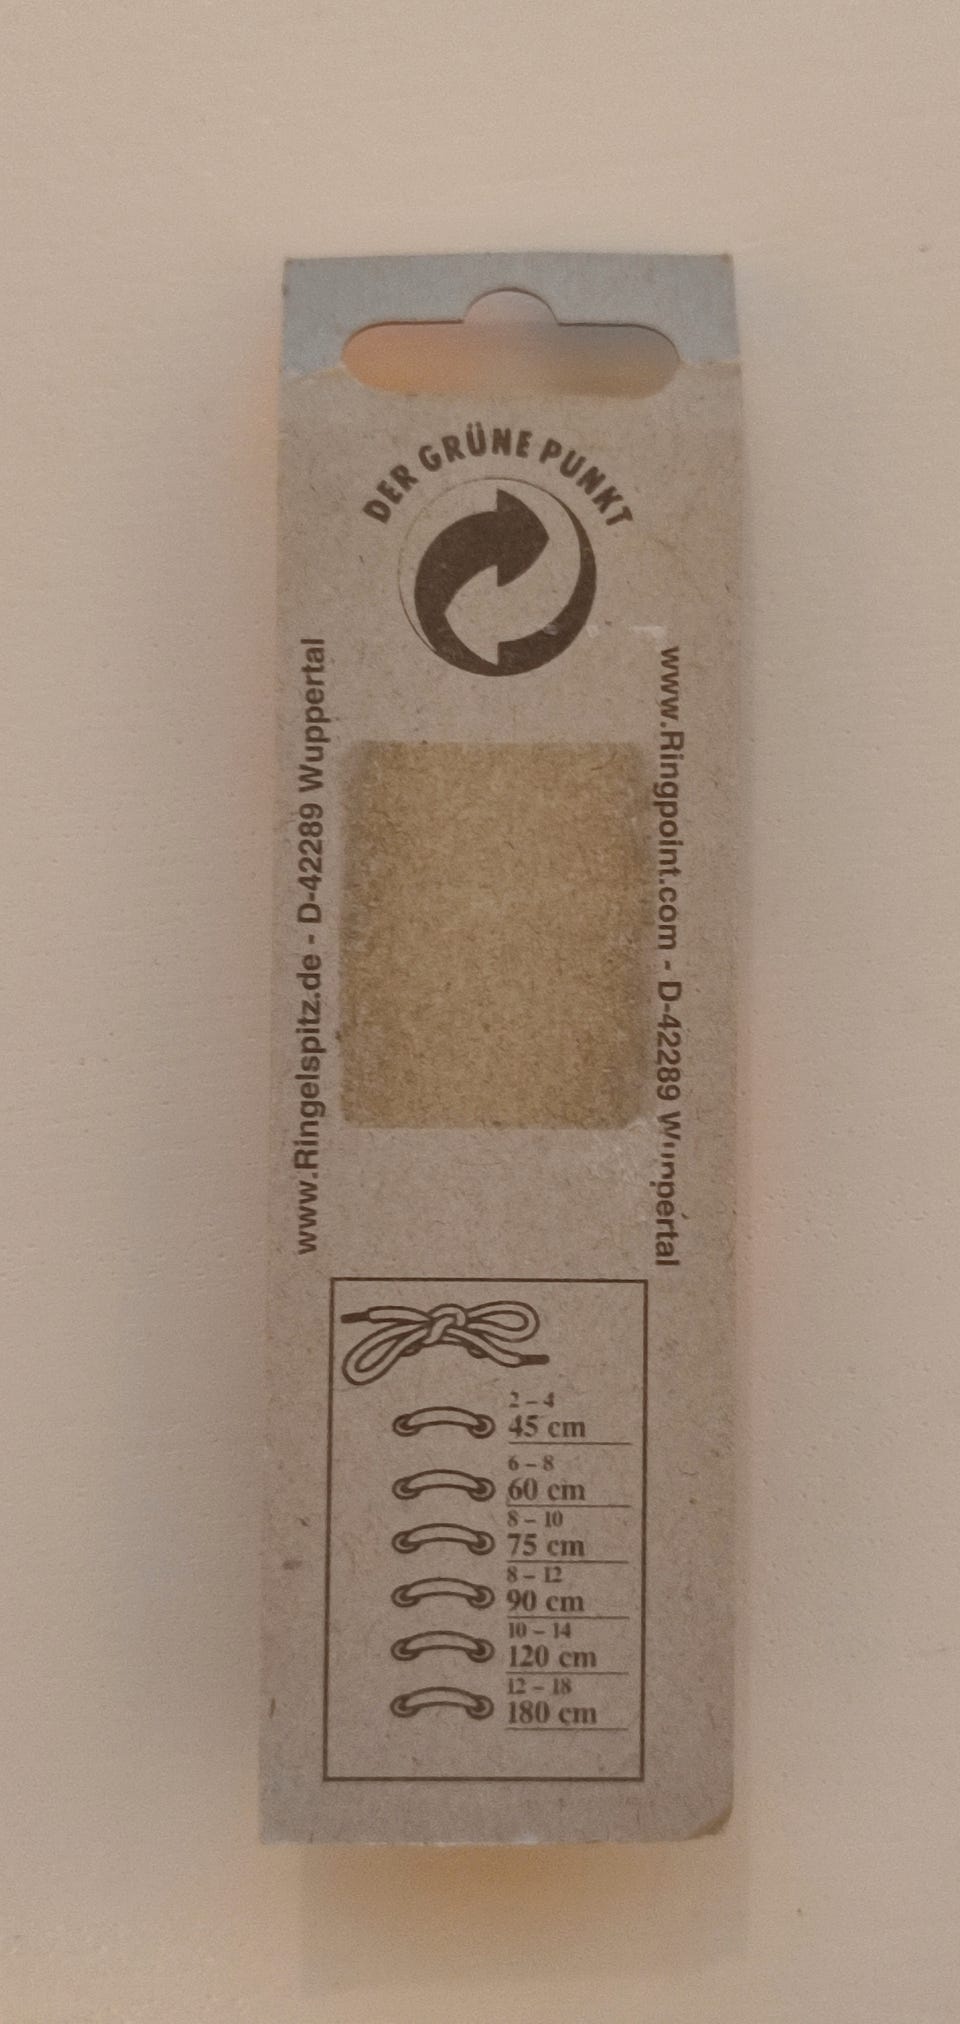 DER GRÜNE PUNKT
www.Ringelspitz.de - D-42289 Wuppertal
www.Ringpoint.com - D-42289 Wuppertal
2 – 4
45 cm
6 – 8
60 cm
8 – 10
75 cm
8 – 12
90 cm
10 – 14
120 cm
12 – 18
180 cm